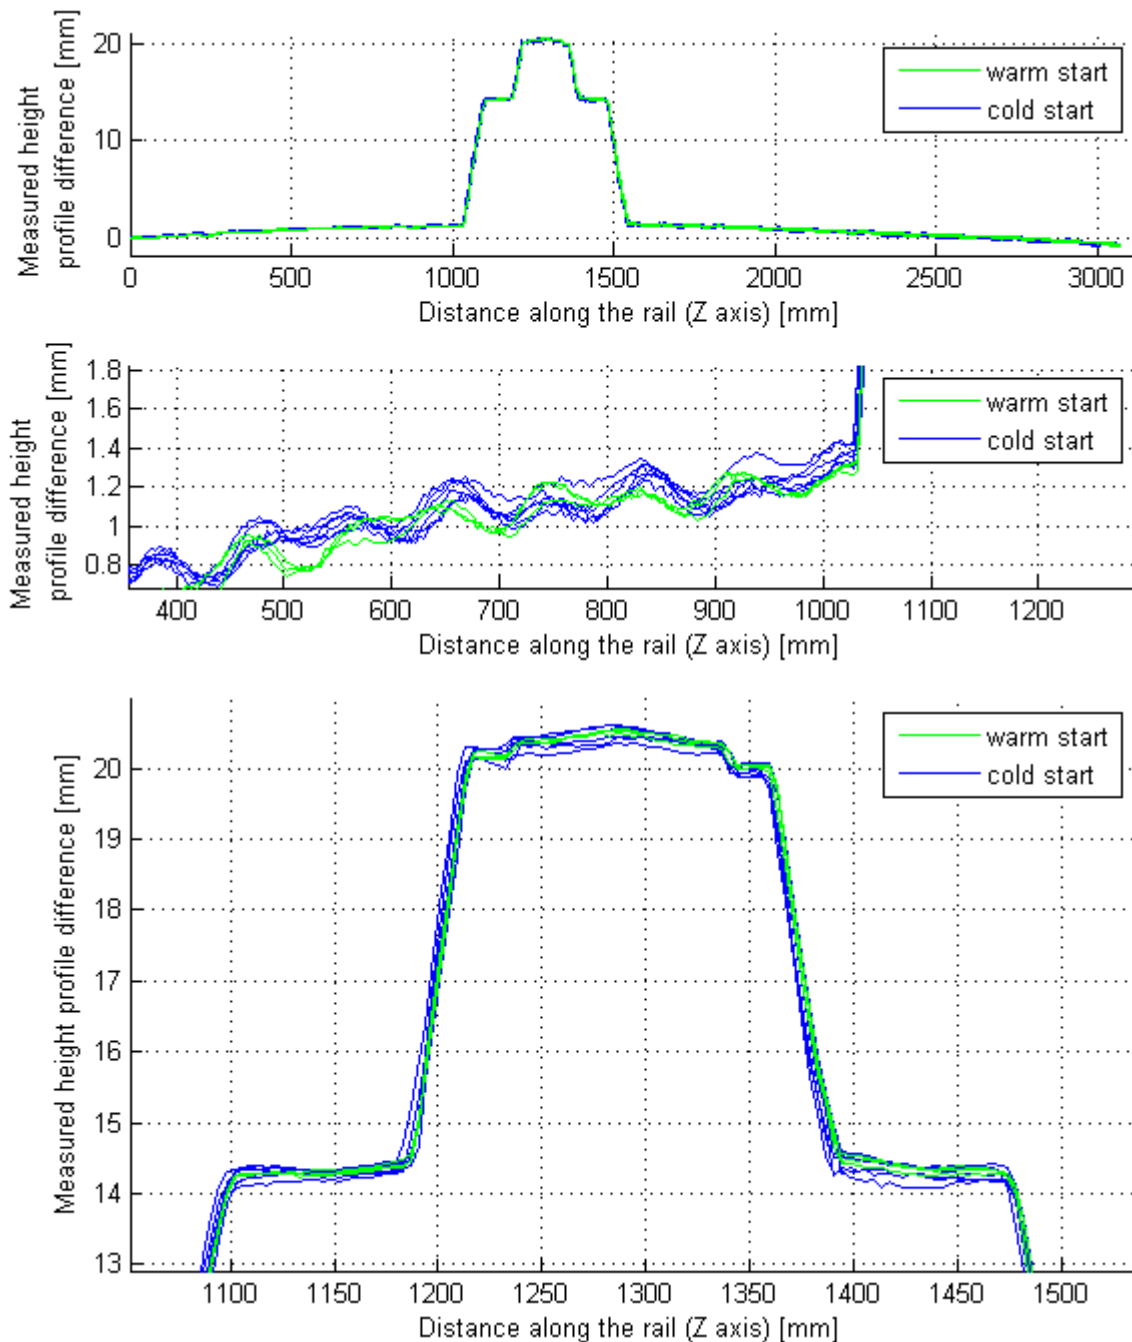 Measured height
profile difference [mm]
20
10
0
warm start
cold start
0 500 1000 1500 2000 2500 3000
Distance along the rail (Z axis) [mm]
Measured height
profile difference [mm]
1.8
1.6
1.4
1.2
1
0.8
warm start
cold start
400 500 600 700 800 900 1000 1100 1200
Distance along the rail (Z axis) [mm]
Measured height profile difference [mm]
20
19
18
17
16
15
14
13
warm start
cold start
1100 1150 1200 1250 1300 1350 1400 1450 1500
Distance along the rail (Z axis) [mm]